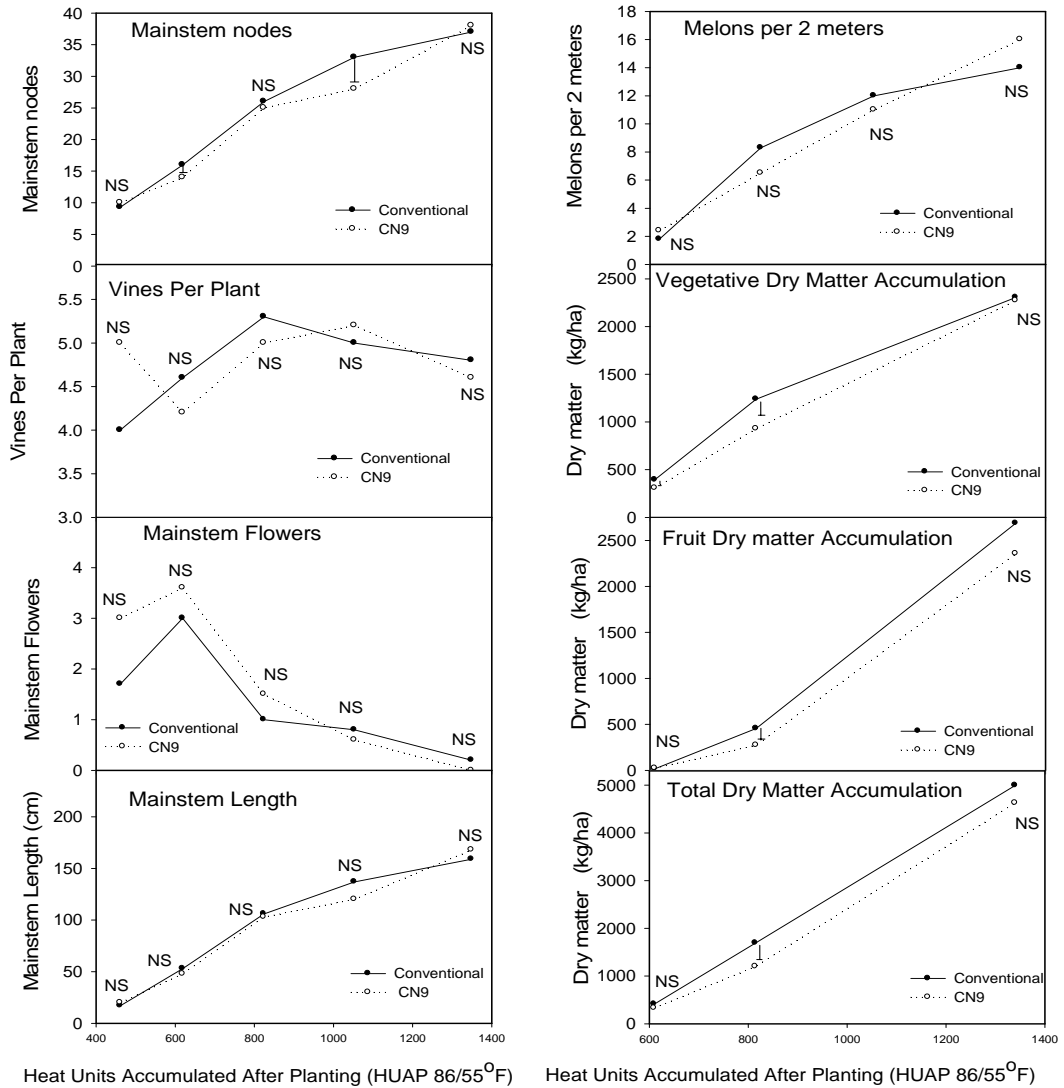 Mainstem nodes
Mainstem nodes
40
35
30
25
20
15
10
5
0
NS
NS
NS
Conventional
CN9
Vines Per Plant
Vines Per Plant
5.5
5.0
4.5
4.0
3.5
3.0
NS
NS
NS
NS
NS
Conventional
CN9
Mainstem Flowers
Mainstem Flowers
4
3
2
1
0
NS
NS
NS
NS
NS
Conventional
CN9
Mainstem Length
Mainstem Length (cm)
200
150
100
50
0
NS
NS
NS
NS
NS
Conventional
CN9
400 600 800 1000 1200 1400
Heat Units Accumulated After Planting (HUAP 86/55OF)
Melons per 2 meters
Melons per 2 meters
18
16
14
12
10
8
6
4
2
0
NS
NS
NS
NS
Conventional
CN9
Vegetative Dry Matter Accumulation
Dry matter (kg/ha)
2500
2000
1500
1000
500
0
NS
Conventional
CN9
Fruit Dry matter Accumulation
Dry matter (kg/ha)
2500
2000
1500
1000
500
0
NS
NS
Conventional
CN9
Total Dry Matter Accumulation
Dry matter (kg/ha)
5000
4000
3000
2000
1000
0
NS
NS
Conventional
CN9
600 800 1000 1200 1400
Heat Units Accumulated After Planting (HUAP 86/55OF)